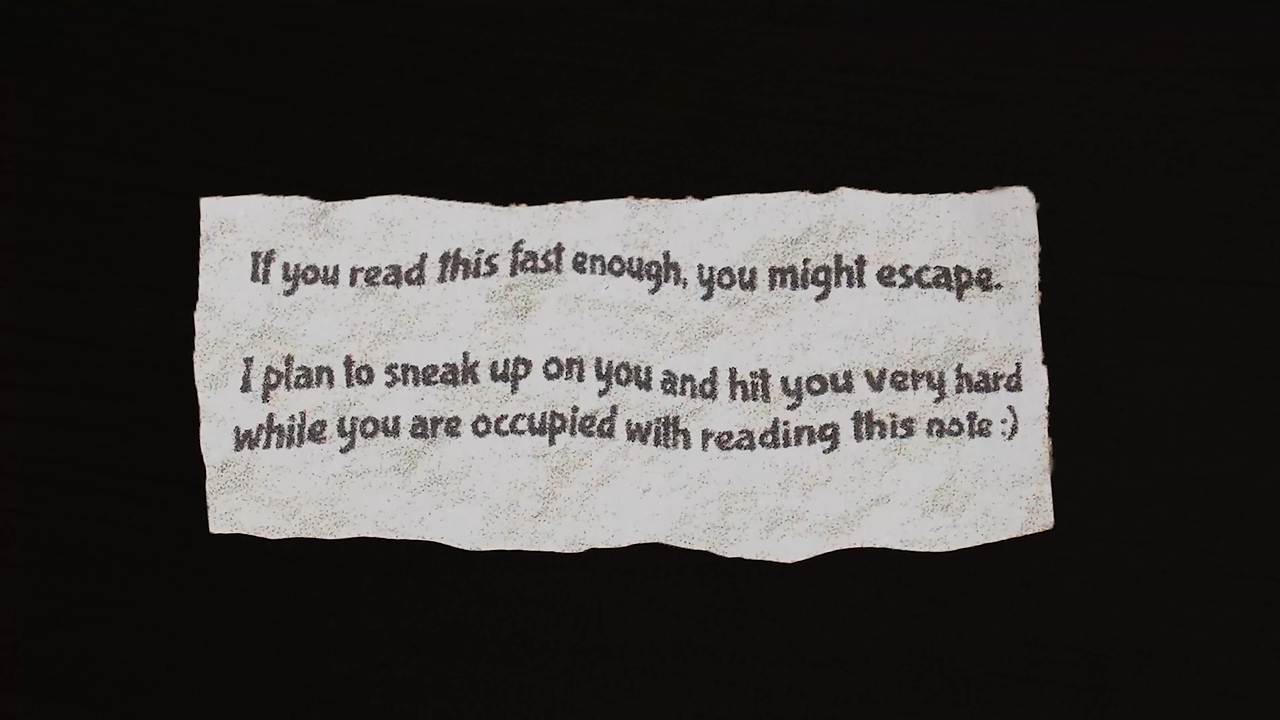 If you read this fast enough, you might escape.
I plan to sneak up on you and hit you very hard
while you are occupied with reading this note :)